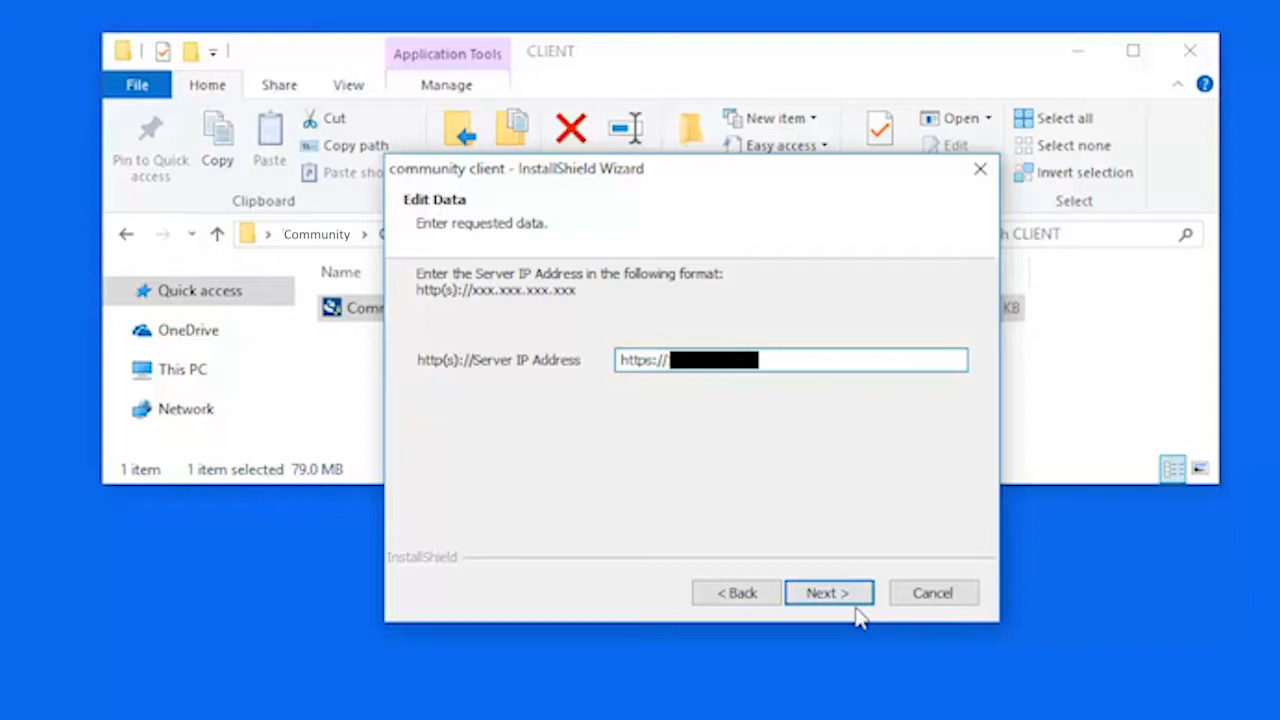 Application Tools
CLIENT
File
Home
Share
View
Manage
Pin to Quick
access
Copy
Paste
Cut
Copy path
Paste sho
Clipboard
New item
Easy access
Open
Edit
Select all
Select none
Invert selection
Select
Community
CLIENT
Name
Quick access
OneDrive
This PC
Network
Comm
KB
1 item
1 item selected
79.0 MB
community client - InstallShield Wizard
Edit Data
Enter requested data.
Enter the Server IP Address in the following format:
http(s)://xxx.xxx.xxx.xxx
http(s)://Server IP Address
https://
InstallShield
< Back
Next >
Cancel